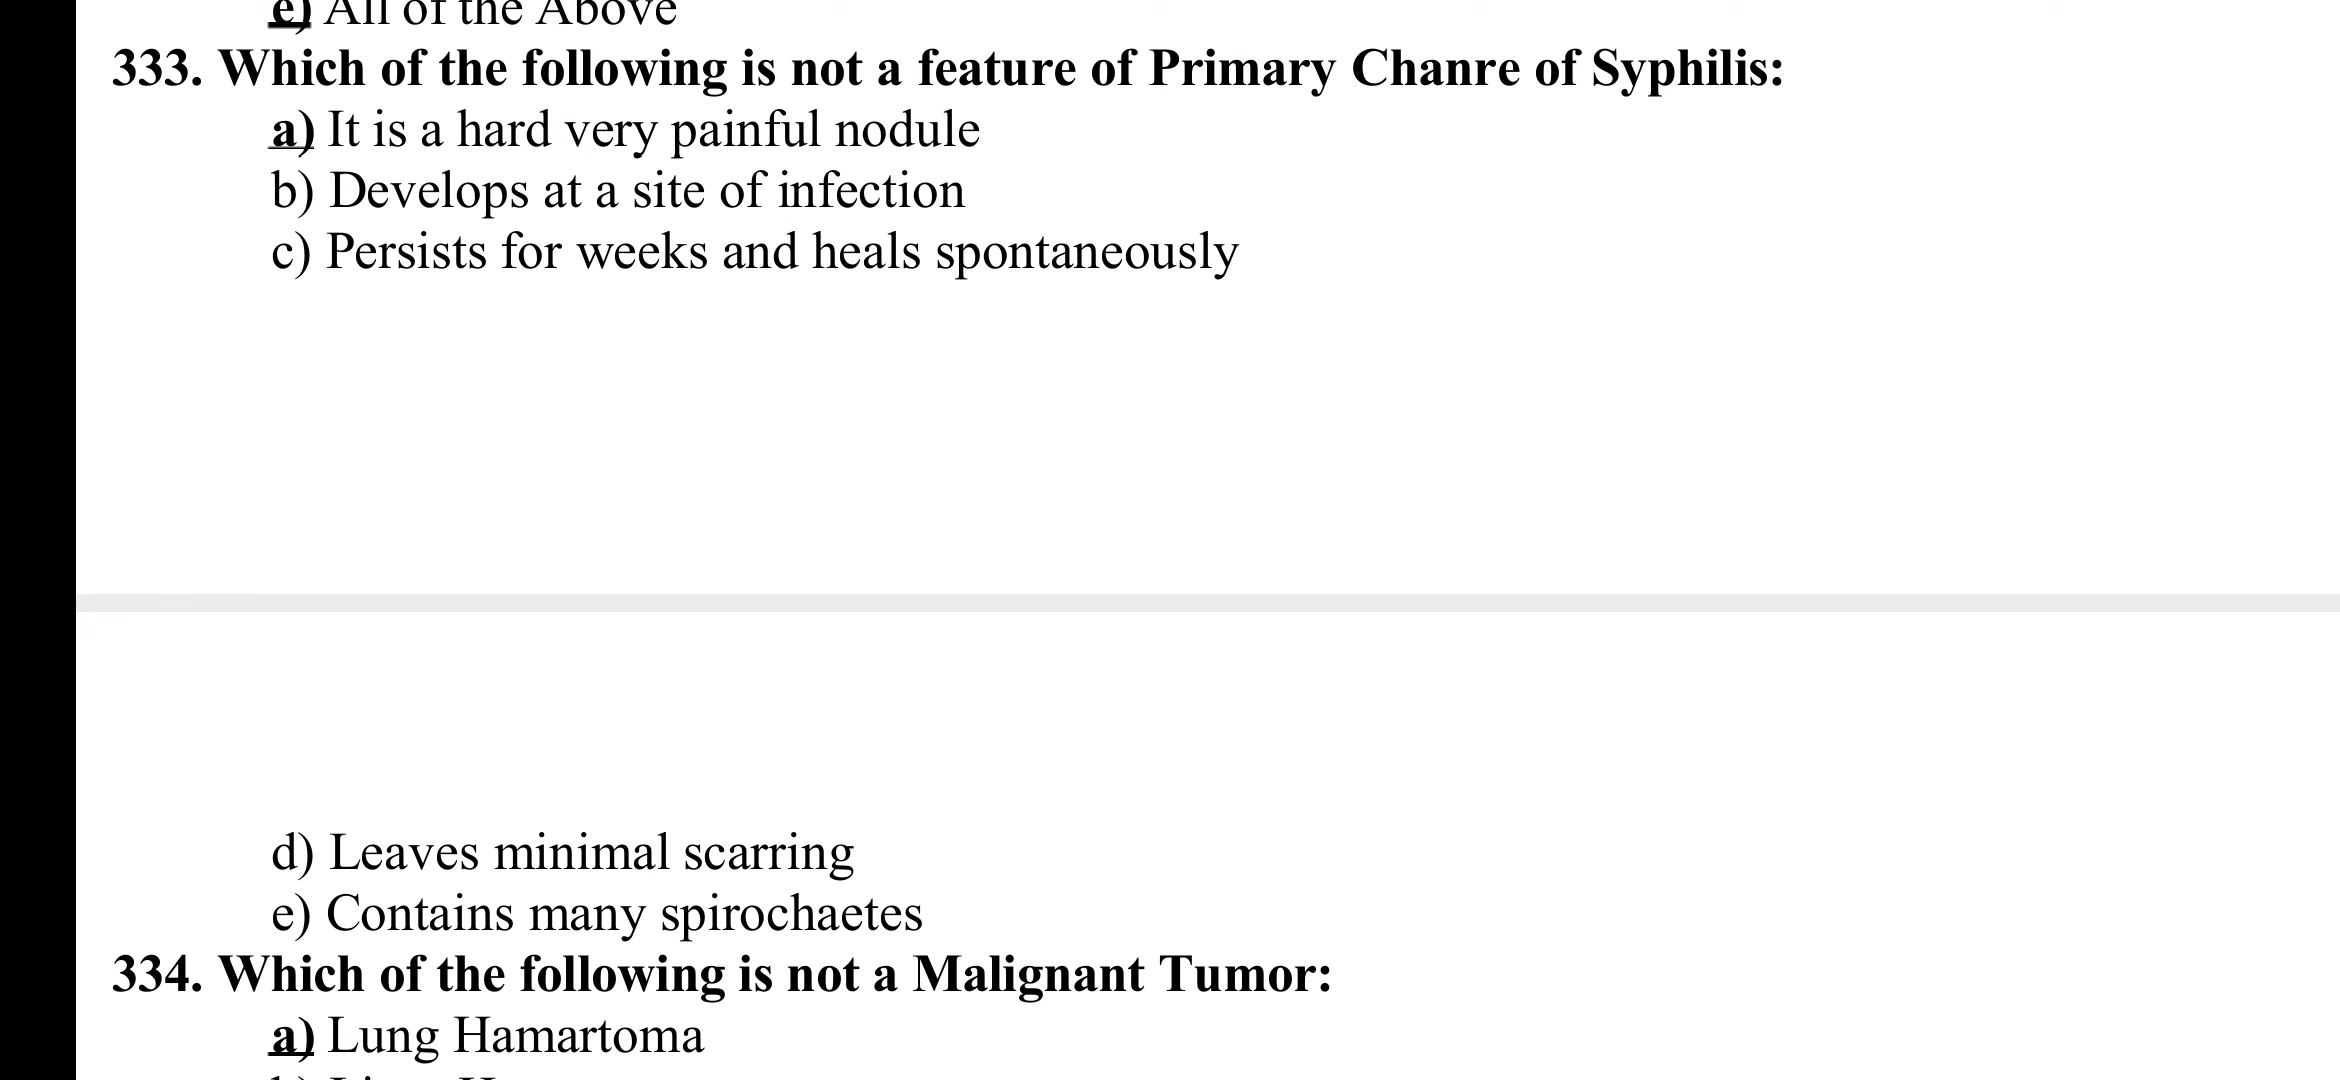 e) All of the Above
333. Which of the following is not a feature of Primary Chanre of Syphilis:
a) It is a hard very painful nodule
b) Develops at a site of infection
c) Persists for weeks and heals spontaneously
d) Leaves minimal scarring
e) Contains many spirochaetes
334. Which of the following is not a Malignant Tumor:
a) Lung Hamartoma